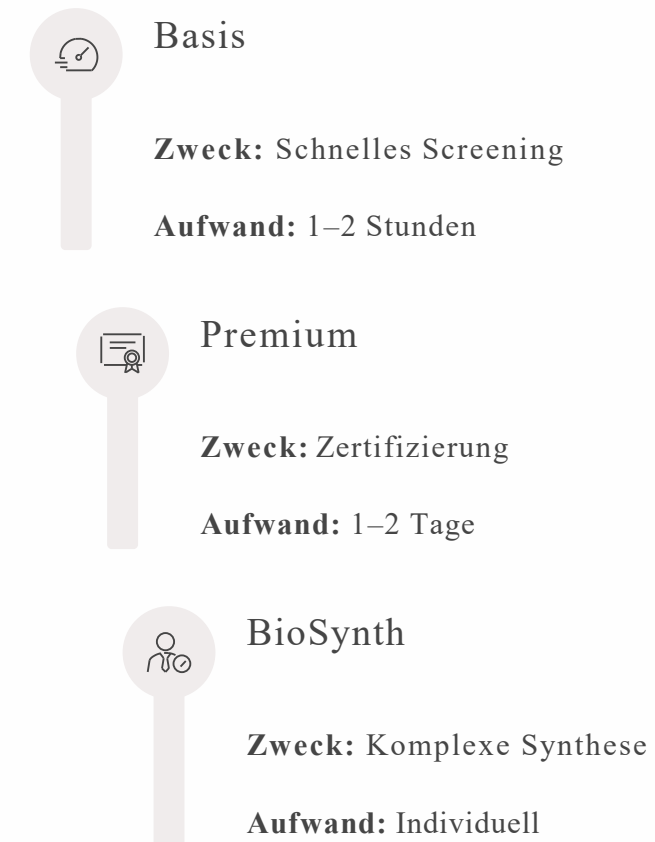 Basis
Zweck: Schnelles Screening
Aufwand: 1–2 Stunden
Premium
Zweck: Zertifizierung
Aufwand: 1–2 Tage
BioSynth
Zweck: Komplexe Synthese
Aufwand: Individuell